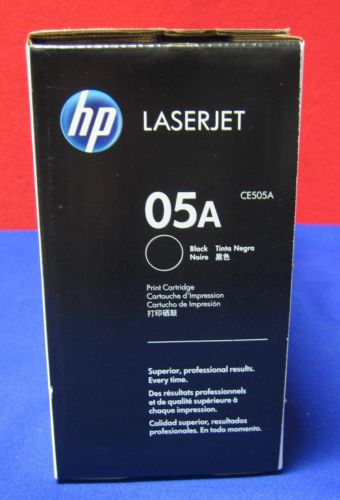 hp LASERJET
05A CE505A
Black Tinta Negra
Noire 黑色
Print Cartridge
Cartouche d'Impression
Cartucho de Impresión
打印硒鼓
Superior, professional results.
Every time.
Des résultats professionnels
et de qualité supérieure à
chaque impression.
Calidad superior, resultados
profesionales. En todo momento.